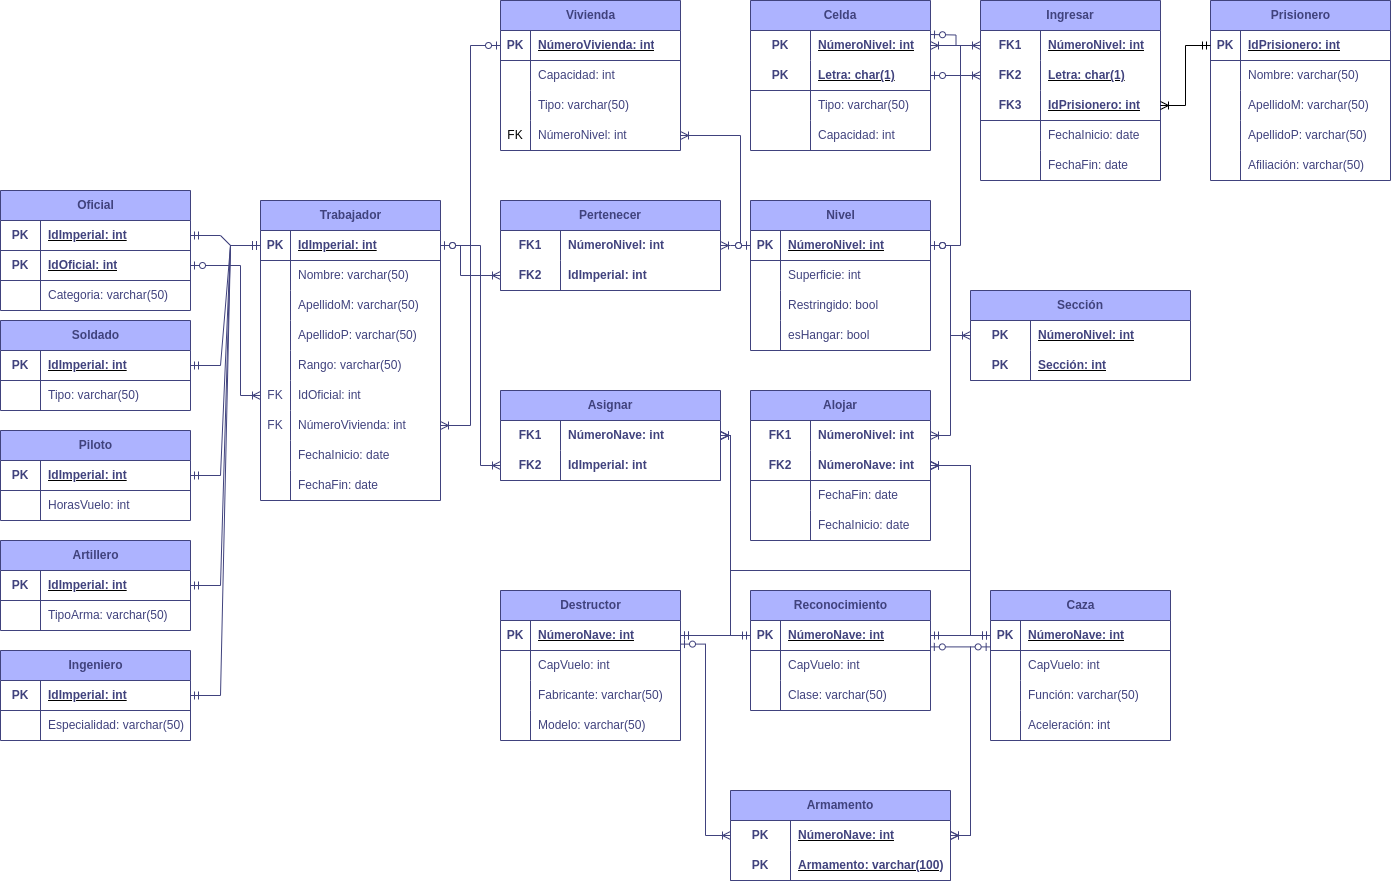 Vivienda
PK NúmeroVivienda: int
Capacidad: int
Tipo: varchar(50)
FK NúmeroNivel: int
Celda
PK NúmeroNivel: int
PK Letra: char(1)
Tipo: varchar(50)
Capacidad: int
Ingresar
FK1 NúmeroNivel: int
FK2 Letra: char(1)
FK3 IdPrisionero: int
FechaInicio: date
FechaFin: date
Prisionero
PK IdPrisionero: int
Nombre: varchar(50)
ApellidoM: varchar(50)
ApellidoP: varchar(50)
Afiliación: varchar(50)
Oficial
PK IdImperial: int
PK IdOficial: int
Categoria: varchar(50)
Soldado
PK IdImperial: int
Tipo: varchar(50)
Piloto
PK IdImperial: int
HorasVuelo: int
Artillero
PK IdImperial: int
TipoArma: varchar(50)
Ingeniero
PK IdImperial: int
Especialidad: varchar(50)
Trabajador
PK IdImperial: int
Nombre: varchar(50)
ApellidoM: varchar(50)
ApellidoP: varchar(50)
Rango: varchar(50)
FK IdOficial: int
FK NúmeroVivienda: int
FechaInicio: date
FechaFin: date
Pertenecer
FK1 NúmeroNivel: int
FK2 IdImperial: int
Nivel
PK NúmeroNivel: int
Superficie: int
Restringido: bool
esHangar: bool
Sección
PK NúmeroNivel: int
PK Sección: int
Asignar
FK1 NúmeroNave: int
FK2 IdImperial: int
Alojar
FK1 NúmeroNivel: int
FK2 NúmeroNave: int
FechaFin: date
FechaInicio: date
Destructor
PK NúmeroNave: int
CapVuelo: int
Fabricante: varchar(50)
Modelo: varchar(50)
Reconocimiento
PK NúmeroNave: int
CapVuelo: int
Clase: varchar(50)
Caza
PK NúmeroNave: int
CapVuelo: int
Función: varchar(50)
Aceleración: int
Armamento
PK NúmeroNave: int
PK Armamento: varchar(100)